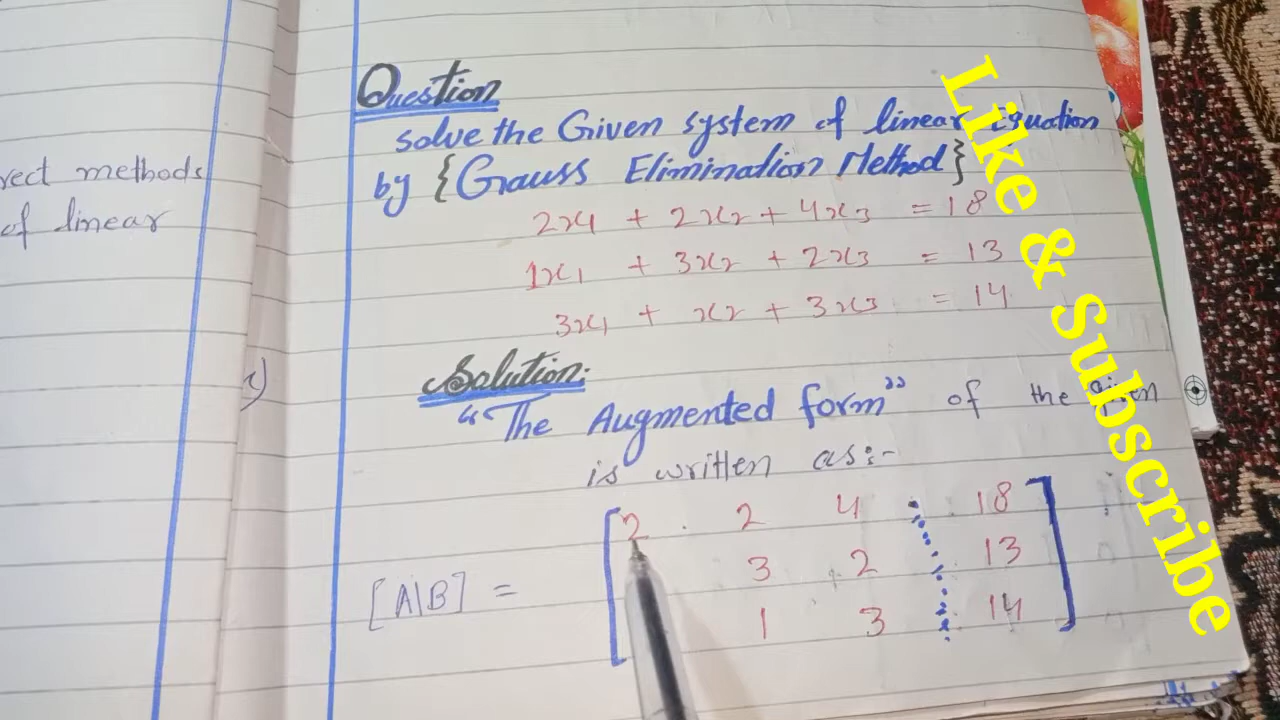 rect methods
of linear
Question
solve the Given system of linear Equation
by {Gauss Elimination Method}
2x1 + 2x2 + 4x3 = 18
1x1 + 3x2 + 2x3 = 13
3x1 + x2 + 3x3 = 14
Solution:
"The Augmented form" of the given
is written as:-
[A|B] =
2 2 4 18
3 2 13
1 3 14
Like & Subscribe